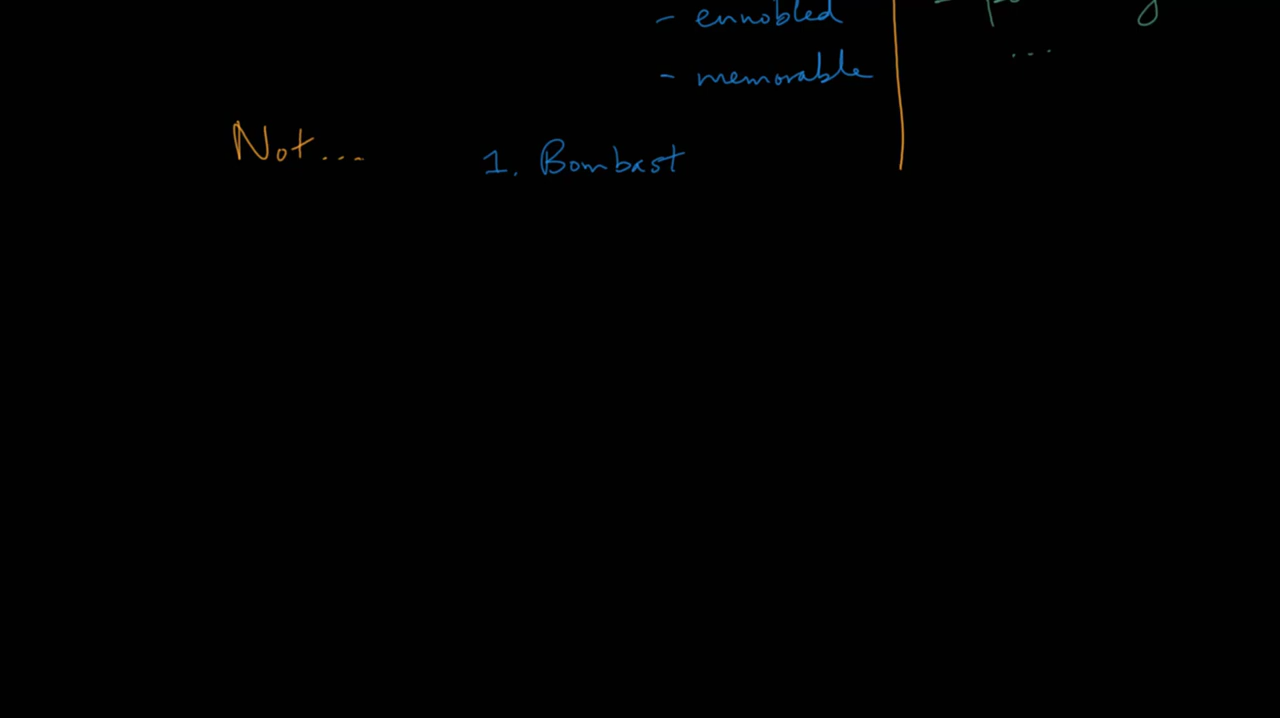 - ennobled
- memorable
...
Not...
1. Bombast